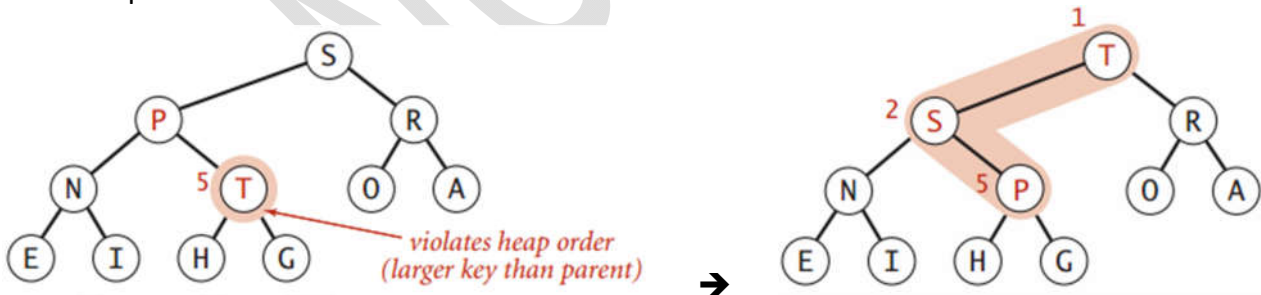 S
P
R
N
5
T
O
A
E
I
H
G
violates heap order
(larger key than parent)
➔
1
T
2
S
R
N
5
P
O
A
E
I
H
G